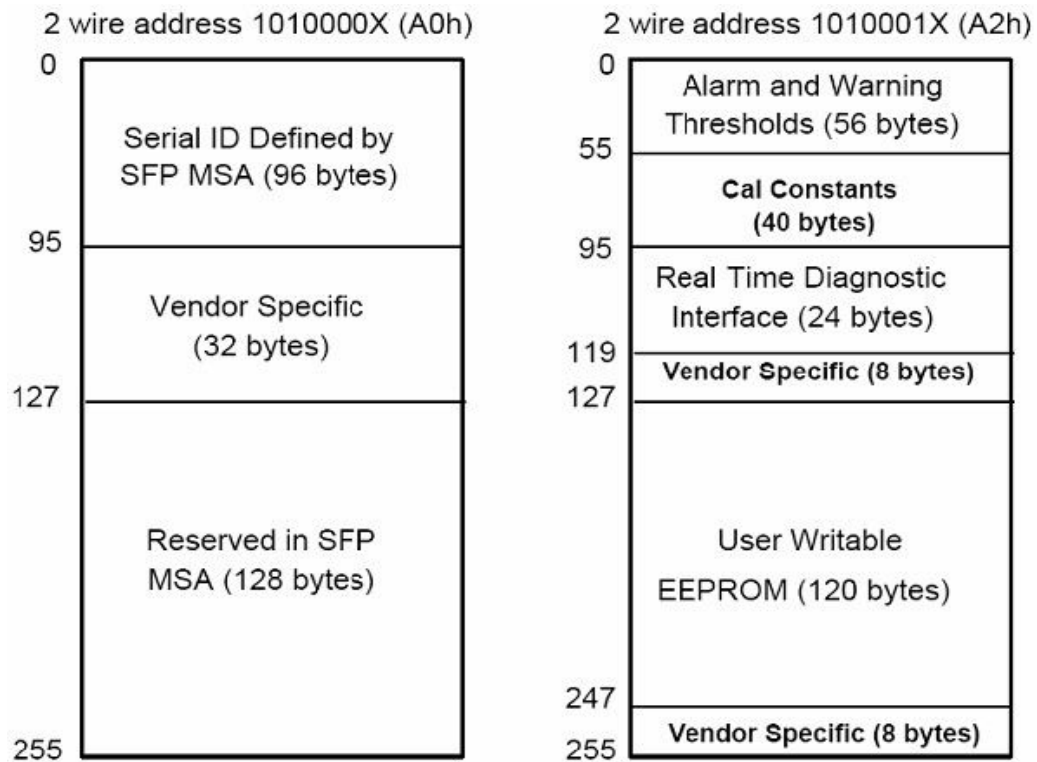 2 wire address 1010000X (A0h)
0
Serial ID Defined by
SFP MSA (96 bytes)
95
Vendor Specific
(32 bytes)
127
Reserved in SFP
MSA (128 bytes)
255
2 wire address 1010001X (A2h)
0
Alarm and Warning
Thresholds (56 bytes)
55
Cal Constants
(40 bytes)
95
Real Time Diagnostic
Interface (24 bytes)
119
Vendor Specific (8 bytes)
127
User Writable
EEPROM (120 bytes)
247
Vendor Specific (8 bytes)
255